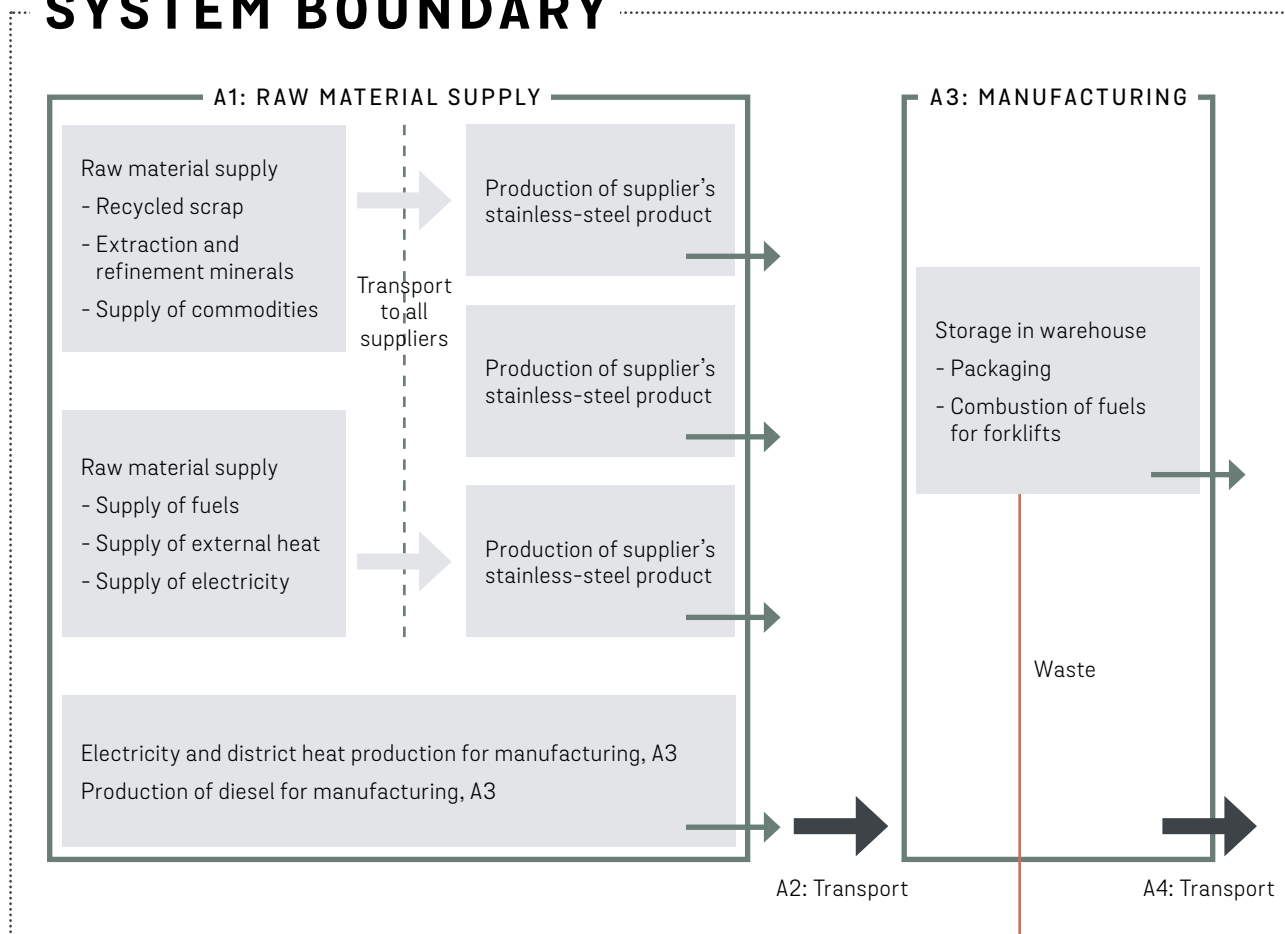 SYSTEM BOUNDARY
A1: RAW MATERIAL SUPPLY
Raw material supply
- Recycled scrap
- Extraction and
refinement minerals
- Supply of commodities
Transport
to all
suppliers
Raw material supply
- Supply of fuels
- Supply of external heat
- Supply of electricity
Production of supplier's
stainless-steel product
Production of supplier's
stainless-steel product
Production of supplier's
stainless-steel product
Electricity and district heat production for manufacturing, A3
Production of diesel for manufacturing, A3
A2: Transport
A3: MANUFACTURING
Storage in warehouse
- Packaging
- Combustion of fuels
for forklifts
Waste
A4: Transport